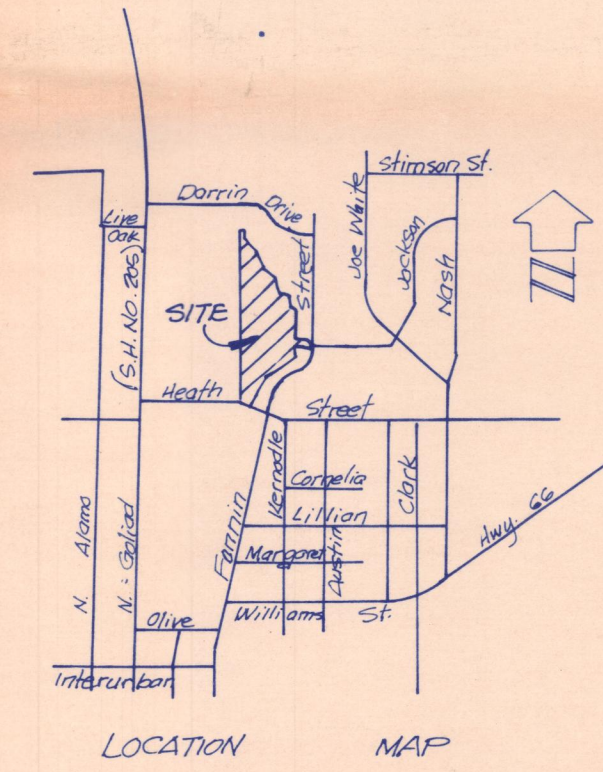 Stimson St.
Darrin Drive
Live
Oak
(S.H. NO. 205)
Street
Joe White
Jackson
Nash
SITE
Heath
Street
Kernodle
Cornelia
Clark
Lillian
Hwy. 66
Fannin
Margaret
Austin
N. Alamo
N. Goliad
Williams St.
Olive
Interurban
LOCATION MAP